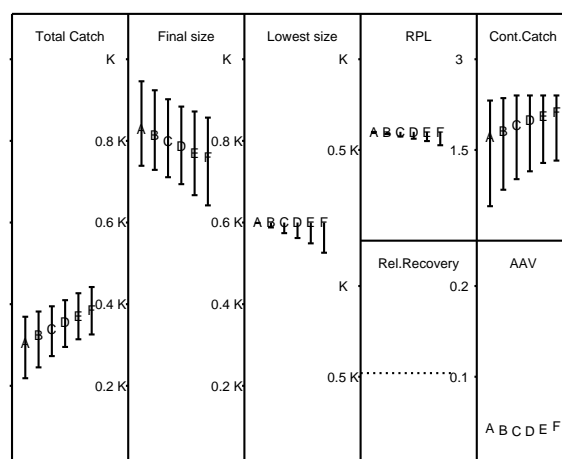 Total Catch Final size Lowest size RPL Cont.Catch
K K K 3
A B C D E F
0.8 K 0.8 K A B C D E F
A B C D E F 0.5 K 1.5
0.6 K 0.6 K A B C D E F
Rel.Recovery AAV
K 0.2
0.4 K 0.4 K
A B C D E F
0.2 K 0.2 K 0.5 K 0.1
A B C D E F